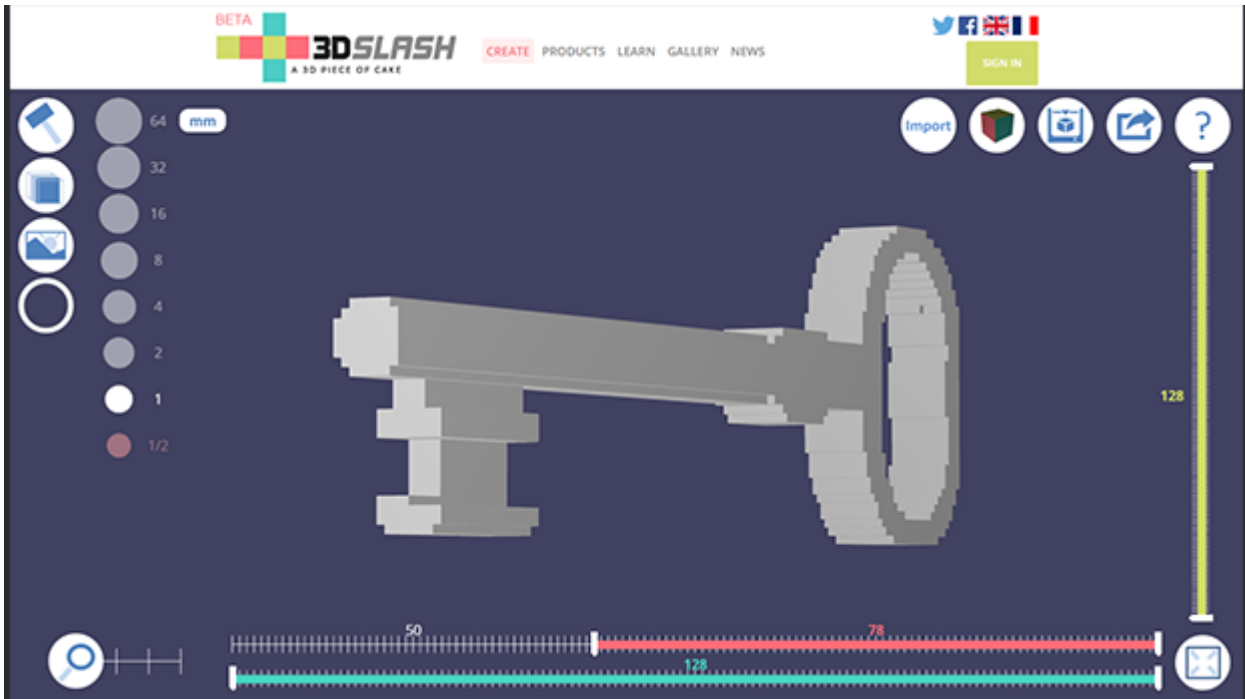 BETA
3DSLASH
A 3D PIECE OF CAKE
CREATE PRODUCTS LEARN GALLERY NEWS
SIGN IN
64 mm
32
16
8
4
2
1
1/2
Import
?
128
50 78
128